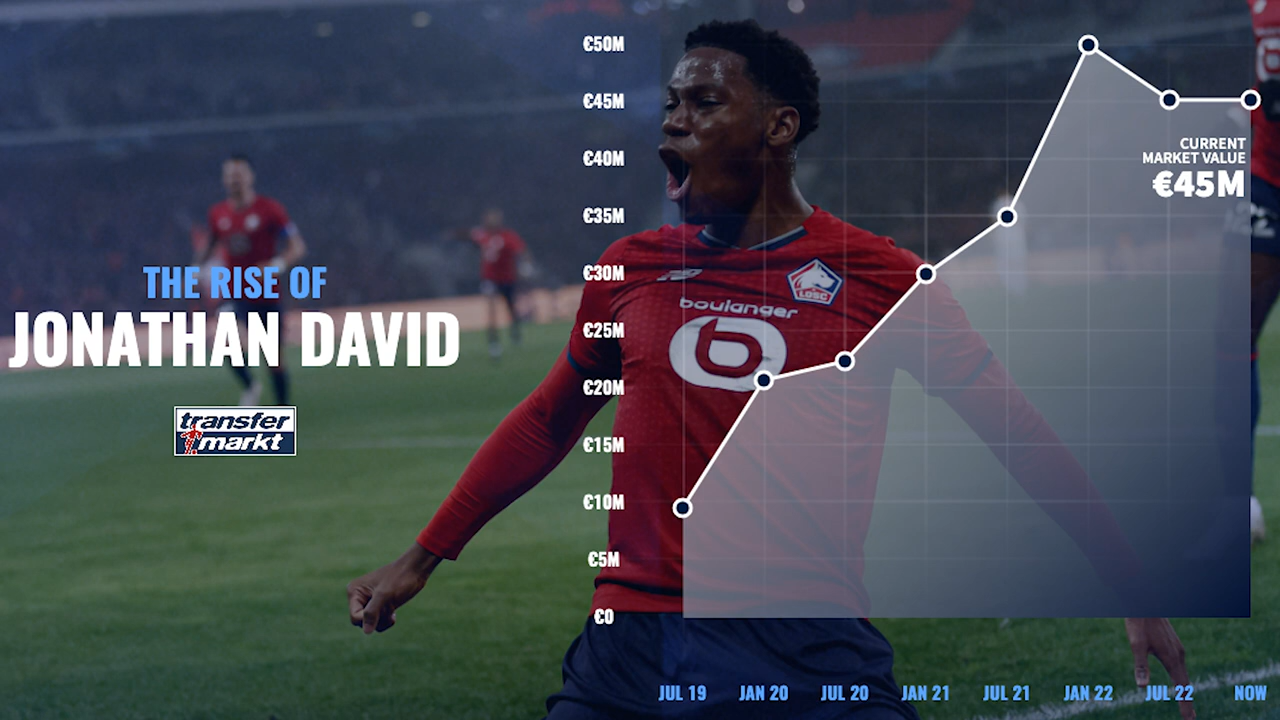 THE RISE OF
JONATHAN DAVID
transfer
markt
€50M
€45M
€40M
€35M
€30M
€25M
€20M
€15M
€10M
€5M
€0
CURRENT
MARKET VALUE
€45M
LOSC
boulanger
b
JUL 19 JAN 20 JUL 20 JAN 21 JUL 21 JAN 22 JUL 22 NOW